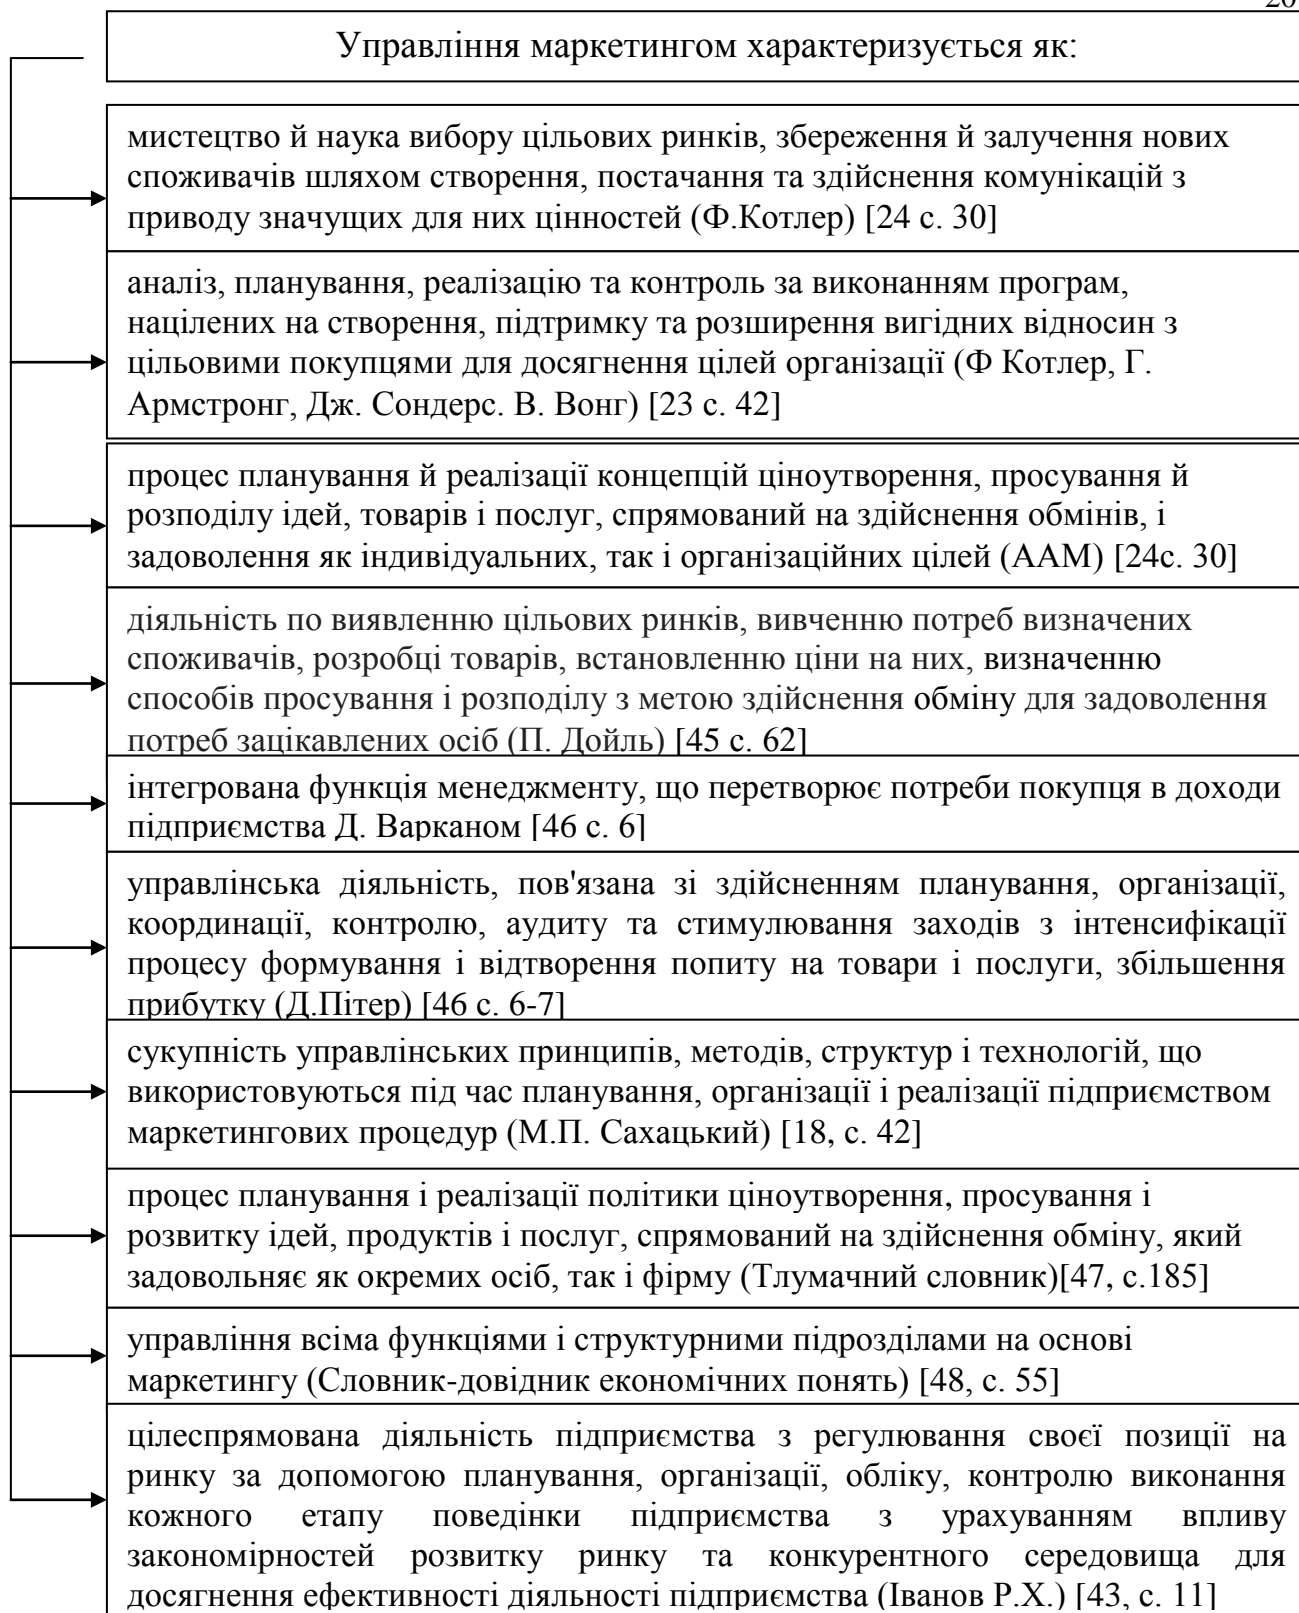 20
Управління маркетингом характеризується як:
мистецтво й наука вибору цільових ринків, збереження й залучення нових
споживачів шляхом створення, постачання та здійснення комунікацій з
приводу значущих для них цінностей (Ф.Котлер) [24 с. 30]
аналіз, планування, реалізацію та контроль за виконанням програм,
націлених на створення, підтримку та розширення вигідних відносин з
цільовими покупцями для досягнення цілей організації (Ф Котлер, Г.
Армстронг, Дж. Сондерс. В. Вонг) [23 с. 42]
процес планування й реалізації концепцій ціноутворення, просування й
розподілу ідей, товарів і послуг, спрямований на здійснення обмінів, і
задоволення як індивідуальних, так і організаційних цілей (ААМ) [24с. 30]
діяльність по виявленню цільових ринків, вивченню потреб визначених
споживачів, розробці товарів, встановленню ціни на них, визначенню
способів просування і розподілу з метою здійснення обміну для задоволення
потреб зацікавлених осіб (П. Дойль) [45 с. 62]
інтегрована функція менеджменту, що перетворює потреби покупця в доходи
підприємства Д. Варканом [46 с. 6]
управлінська діяльність, пов'язана зі здійсненням планування, організації,
координації, контролю, аудиту та стимулювання заходів з інтенсифікації
процесу формування і відтворення попиту на товари і послуги, збільшення
прибутку (Д.Пітер) [46 с. 6-7]
сукупність управлінських принципів, методів, структур і технологій, що
використовуються під час планування, організації і реалізації підприємством
маркетингових процедур (М.П. Сахацький) [18, с. 42]
процес планування і реалізації політики ціноутворення, просування і
розвитку ідей, продуктів і послуг, спрямований на здійснення обміну, який
задовольняє як окремих осіб, так і фірму (Тлумачний словник)[47, с.185]
управління всіма функціями і структурними підрозділами на основі
маркетингу (Словник-довідник економічних понять) [48, с. 55]
цілеспрямована діяльність підприємства з регулювання своєї позиції на
ринку за допомогою планування, організації, обліку, контролю виконання
кожного етапу поведінки підприємства з урахуванням впливу
закономірностей розвитку ринку та конкурентного середовища для
досягнення ефективності діяльності підприємства (Іванов Р.Х.) [43, с. 11]